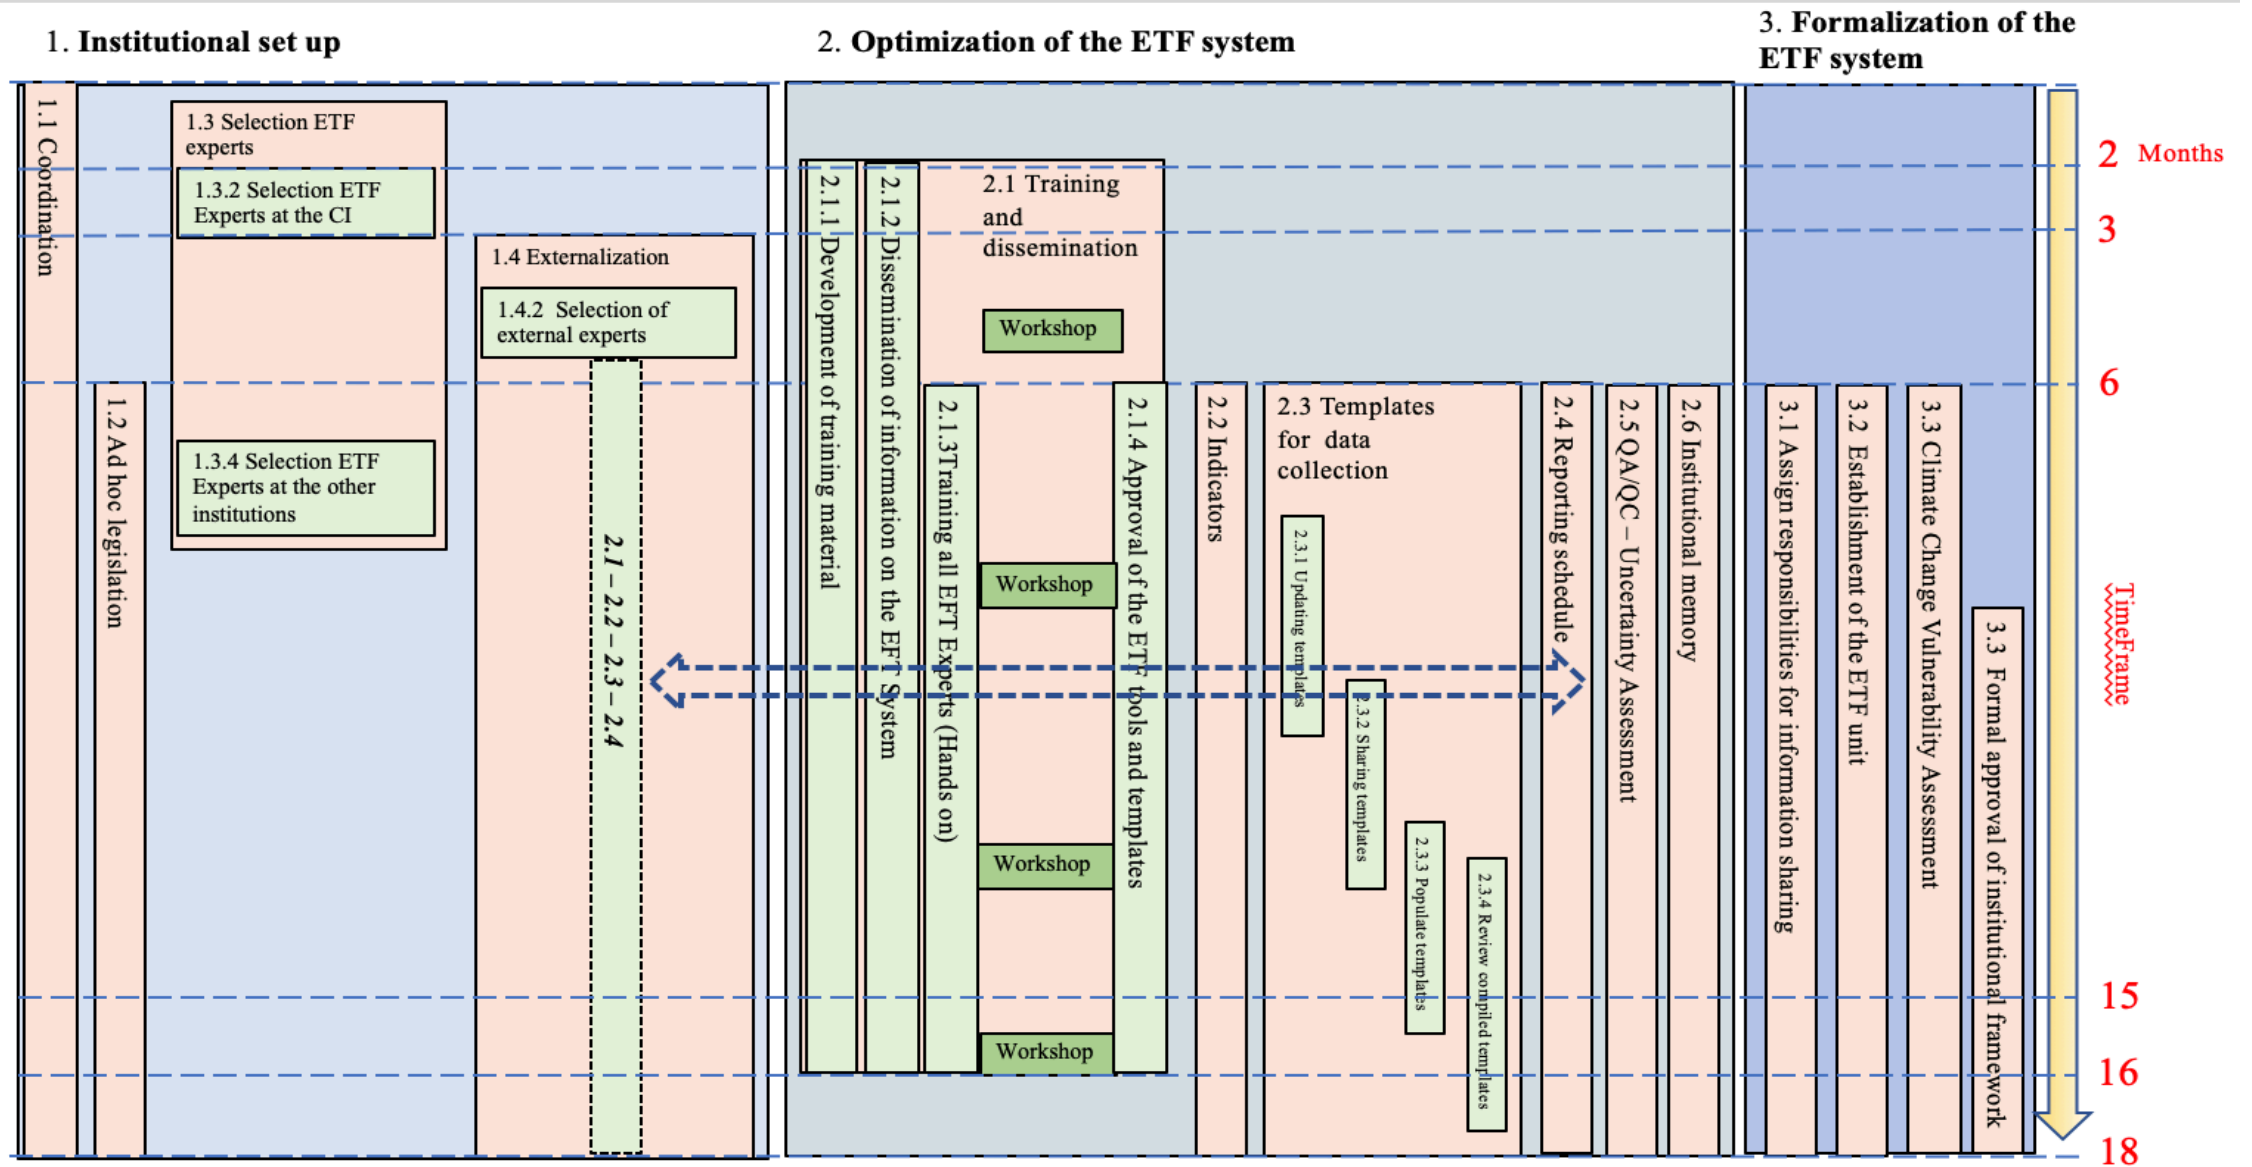 1. Institutional set up
2. Optimization of the ETF system
3. Formalization of the
ETF system
1.1 Coordination
1.2 Ad hoc legislation
1.3 Selection ETF
experts
1.3.2 Selection ETF
Experts at the CI
1.3.4 Selection ETF
Experts at the other
institutions
1.4 Externalization
1.4.2 Selection of
external experts
2.1 – 2.2 – 2.3 – 2.4
2.1.1 Development of training material
2.1.2 Dissemination of information on the EFT System
2.1 Training
and
dissemination
Workshop
2.1.3Training all EFT Experts (Hands on)
Workshop
Workshop
Workshop
2.1.4 Approval of the ETF tools and templates
2.2 Indicators
2.3 Templates
for data
collection
2.3.1 Updating templates
2.3.2 Sharing templates
2.3.3 Populate templates
2.3.4 Review compiled templates
2.4 Reporting schedule
2.5 QA/QC – Uncertainty Assessment
2.6 Institutional memory
3.1 Assign responsibilities for information sharing
3.2 Establishment of the ETF unit
3.3 Climate Change Vulnerability Assessment
3.3 Formal approval of institutional framework
2 Months
3
6
TimeFrame
15
16
18